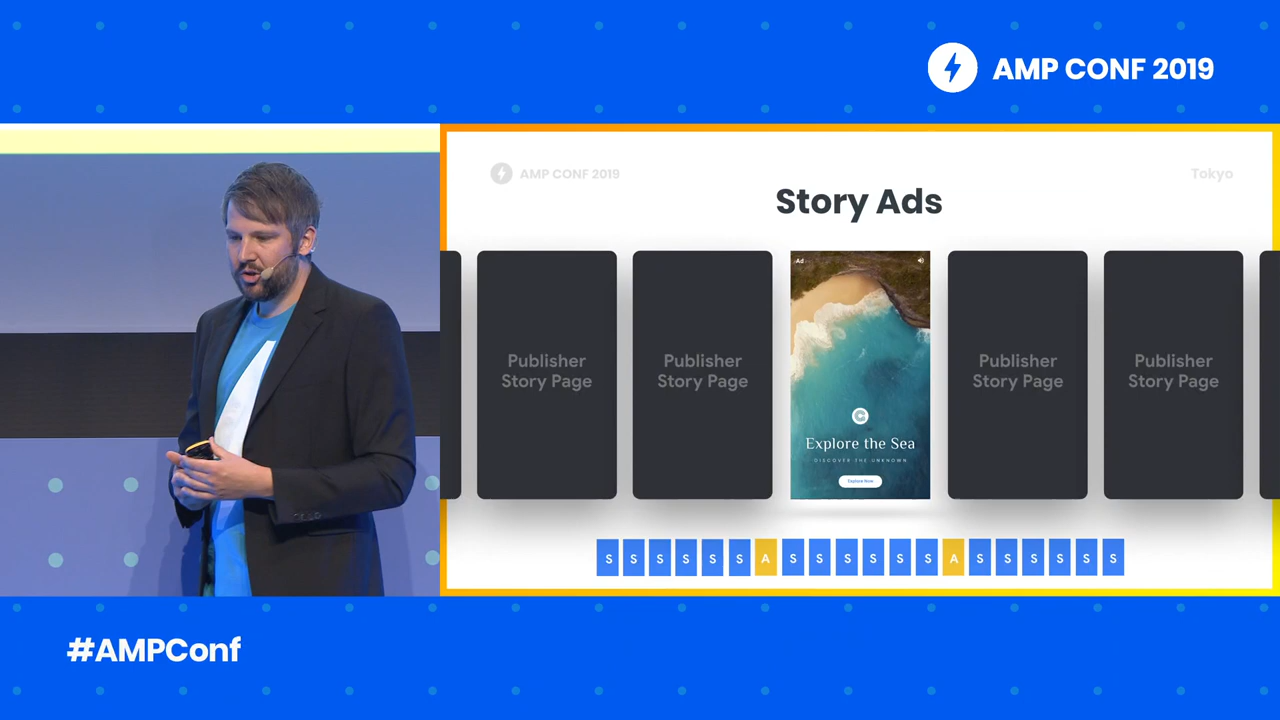 AMP CONF 2019
AMP CONF 2019
Tokyo
Story Ads
Publisher
Story Page
Publisher
Story Page
Ad
Explore the Sea
DISCOVER THE UNKNOWN
Explore Now
Publisher
Story Page
Publisher
Story Page
S S S S S S A S S S S S S A S S S S S S
#AMPConf